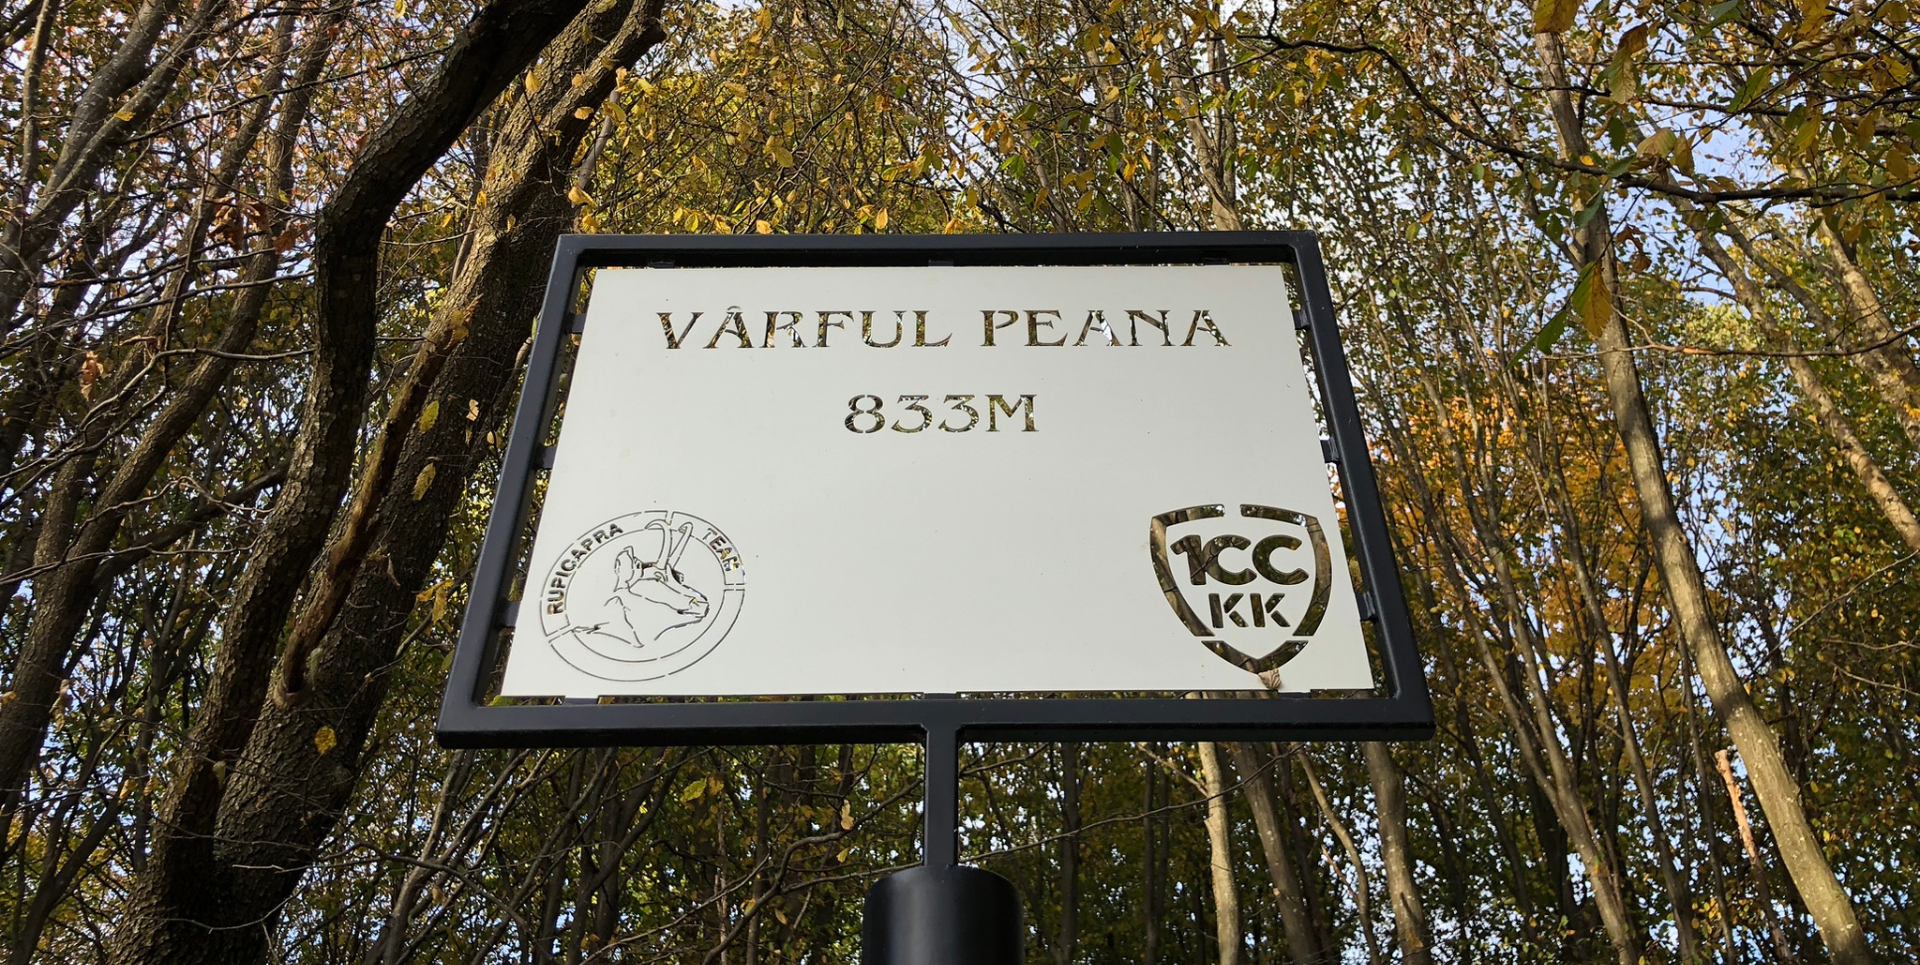 VÂRFUL PEANA
833M
RUPICAPRA TEAM
1CC
KK